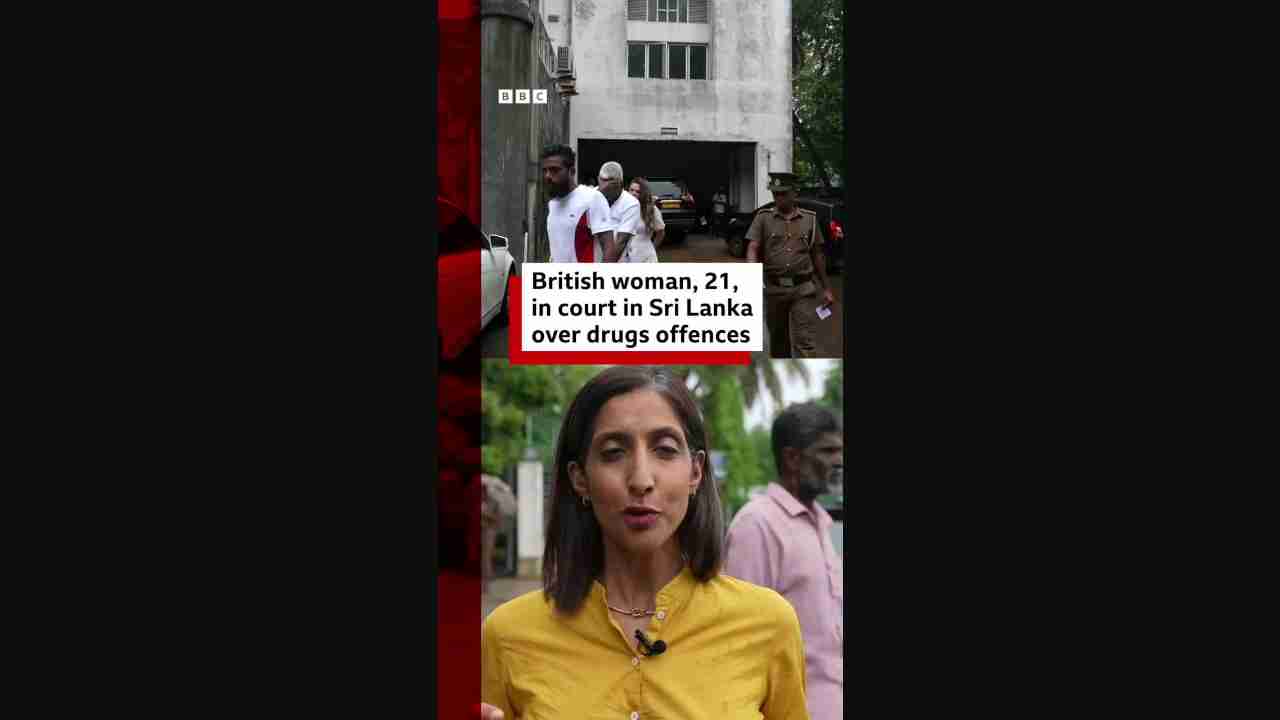 BBC
British woman, 21,
in court in Sri Lanka
over drugs offences